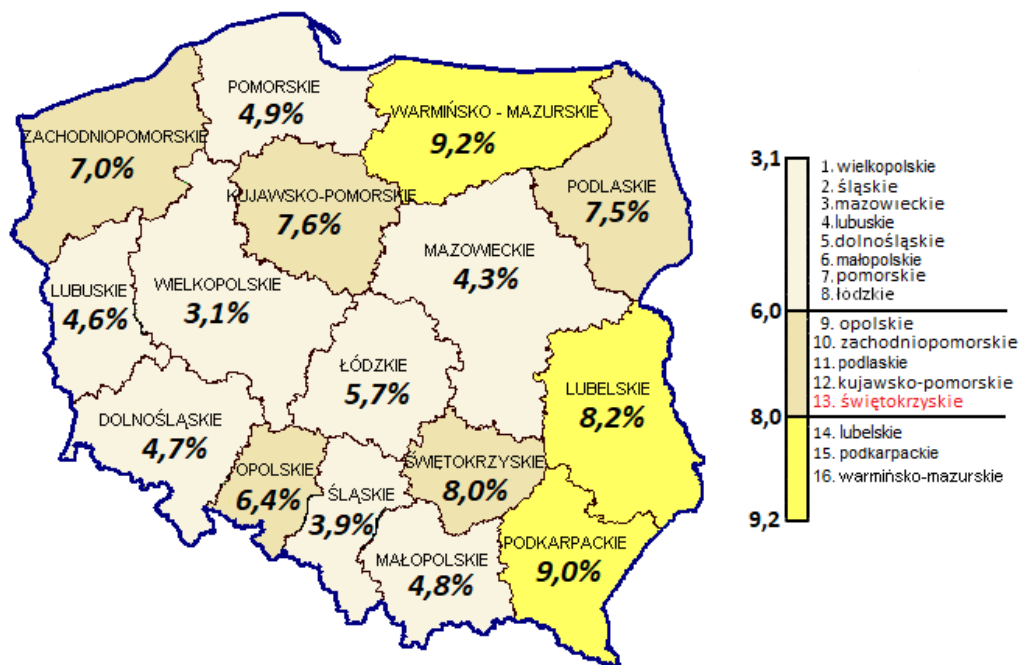 POMORSKIE
4,9%
WARMIŃSKO - MAZURSKIE
9,2%
ZACHODNIOPOMORSKIE
7,0%
KUJAWSKO-POMORSKIE
7,6%
PODLASKIE
7,5%
MAZOWIECKIE
4,3%
WIELKOPOLSKIE
3,1%
LUBUSKIE
4,6%
ŁÓDZKIE
5,7%
LUBELSKIE
8,2%
DOLNOŚLĄSKIE
4,7%
OPOLSKIE
6,4%
ŚLĄSKIE
3,9%
ŚWIĘTOKRZYSKIE
8,0%
MAŁOPOLSKIE
4,8%
PODKARPACKIE
9,0%
3,1
1. wielkopolskie
2. śląskie
3. mazowieckie
4. lubuskie
5. dolnośląskie
6. małopolskie
7. pomorskie
8. łódzkie
6,0
9. opolskie
10. zachodniopomorskie
11. podlaskie
12. kujawsko-pomorskie
13. świętokrzyskie
8,0
14. lubelskie
15. podkarpackie
16. warmińsko-mazurskie
9,2